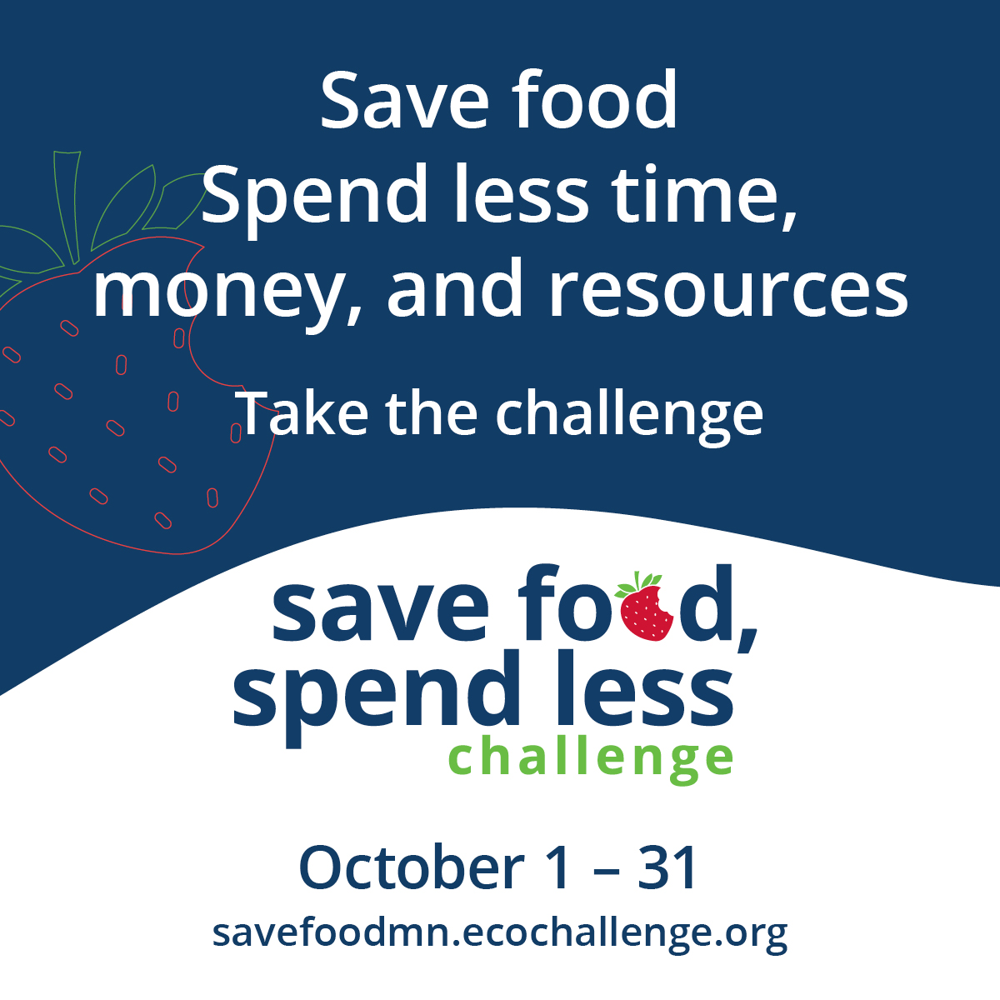 Save food
Spend less time,
money, and resources
Take the challenge
save food,
spend less
challenge
October 1 – 31
savefoodmn.ecochallenge.org